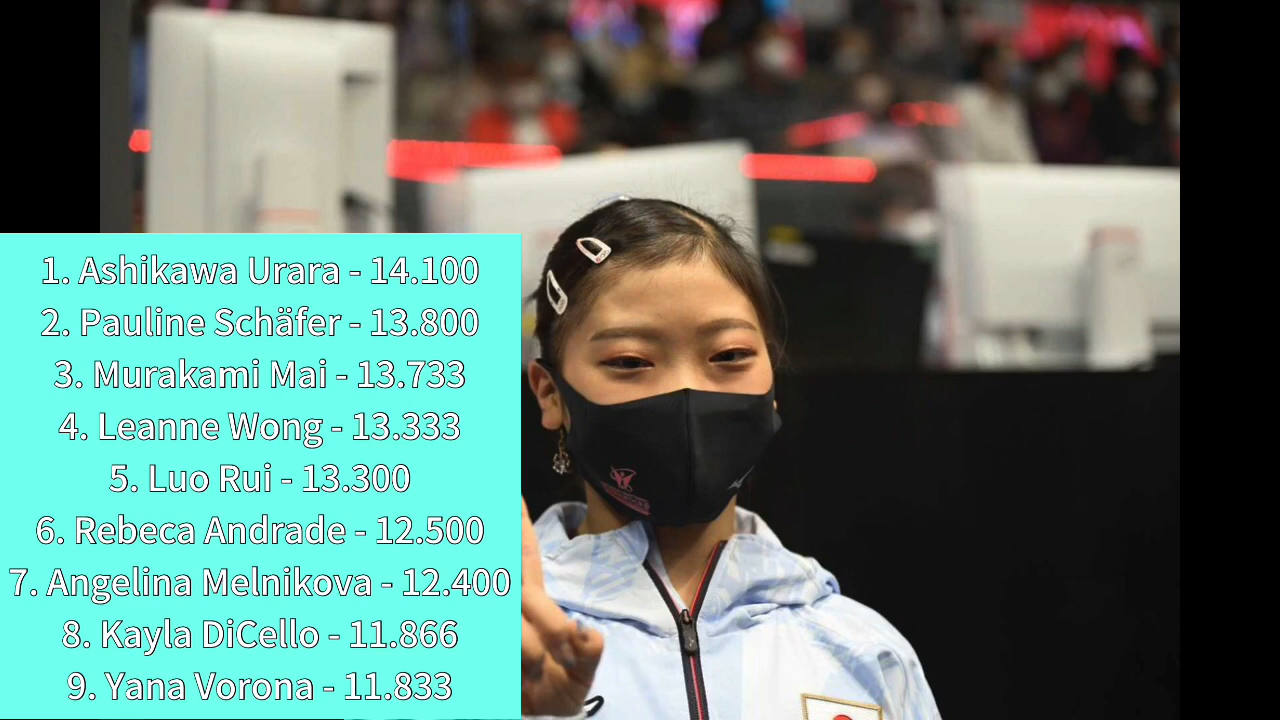 1. Ashikawa Urara - 14.100
2. Pauline Schäfer - 13.800
3. Murakami Mai - 13.733
4. Leanne Wong - 13.333
5. Luo Rui - 13.300
6. Rebeca Andrade - 12.500
7. Angelina Melnikova - 12.400
8. Kayla DiCello - 11.866
9. Yana Vorona - 11.833